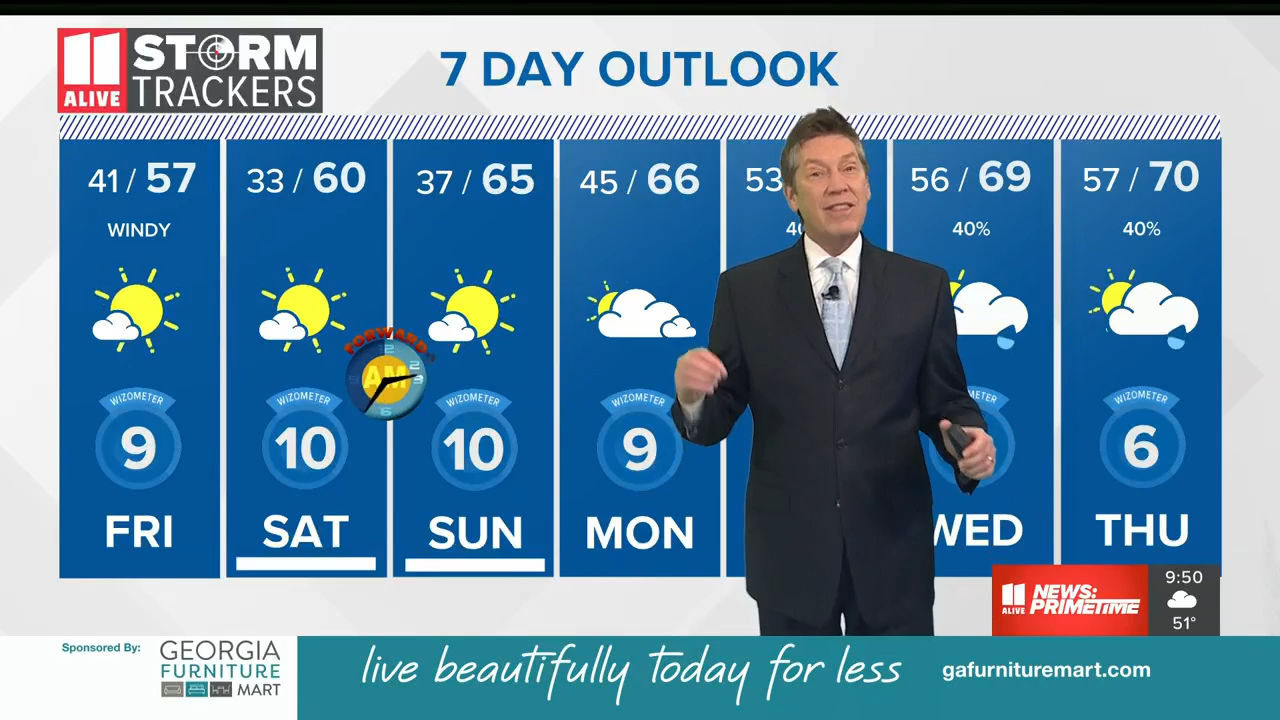 11 ALIVE
STORM
TRACKERS
7 DAY OUTLOOK
41 / 57
WINDY
WIZOMETER
9
FRI
33 / 60
WIZOMETER
10
SAT
FORWARD
AM
37 / 65
WIZOMETER
10
SUN
45 / 66
WIZOMETER
9
MON
53
56 / 69
40%
WED
57 / 70
40%
WIZOMETER
6
THU
11 ALIVE
NEWS:
PRIMETIME
9:50
51°
Sponsored By:
GEORGIA
FURNITURE
MART
live beautifully today for less
gafurnituremart.com